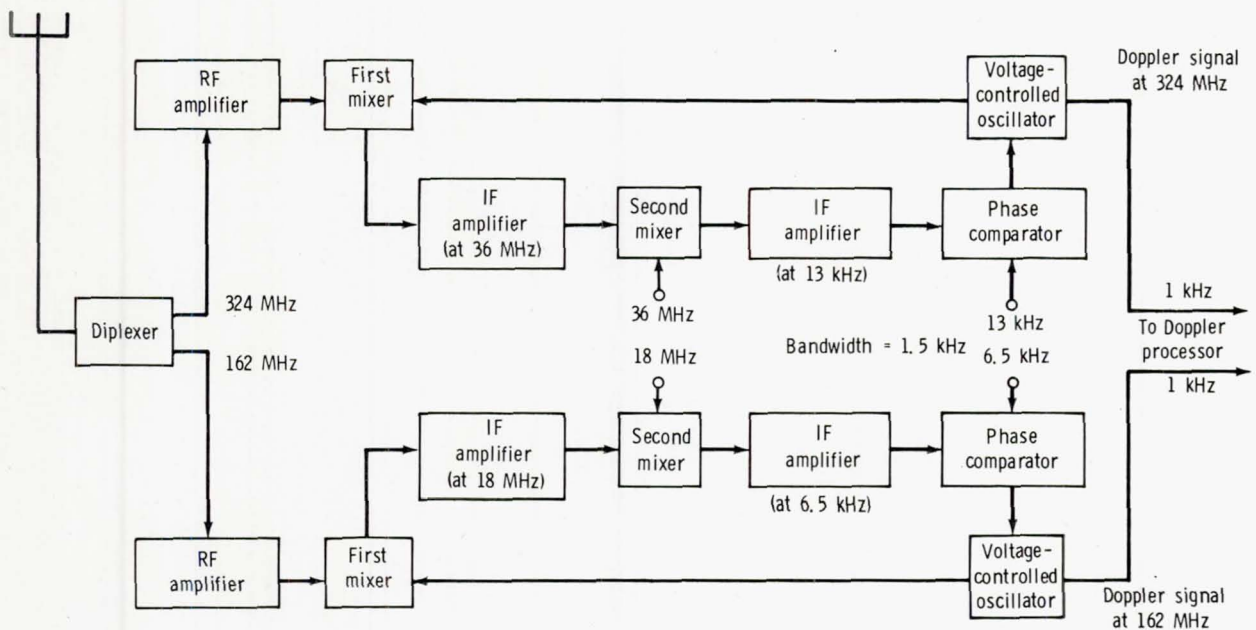 RF
amplifier
First
mixer
Voltage-
controlled
oscillator
Doppler signal
at 324 MHz
IF
amplifier
(at 36 MHz)
Second
mixer
IF
amplifier
(at 13 kHz)
Phase
comparator
Diplexer
324 MHz
162 MHz
36 MHz
18 MHz
Bandwidth = 1.5 kHz
13 kHz
6.5 kHz
1 kHz
To Doppler
processor
1 kHz
IF
amplifier
(at 18 MHz)
Second
mixer
IF
amplifier
(at 6.5 kHz)
Phase
comparator
RF
amplifier
First
mixer
Voltage-
controlled
oscillator
Doppler signal
at 162 MHz